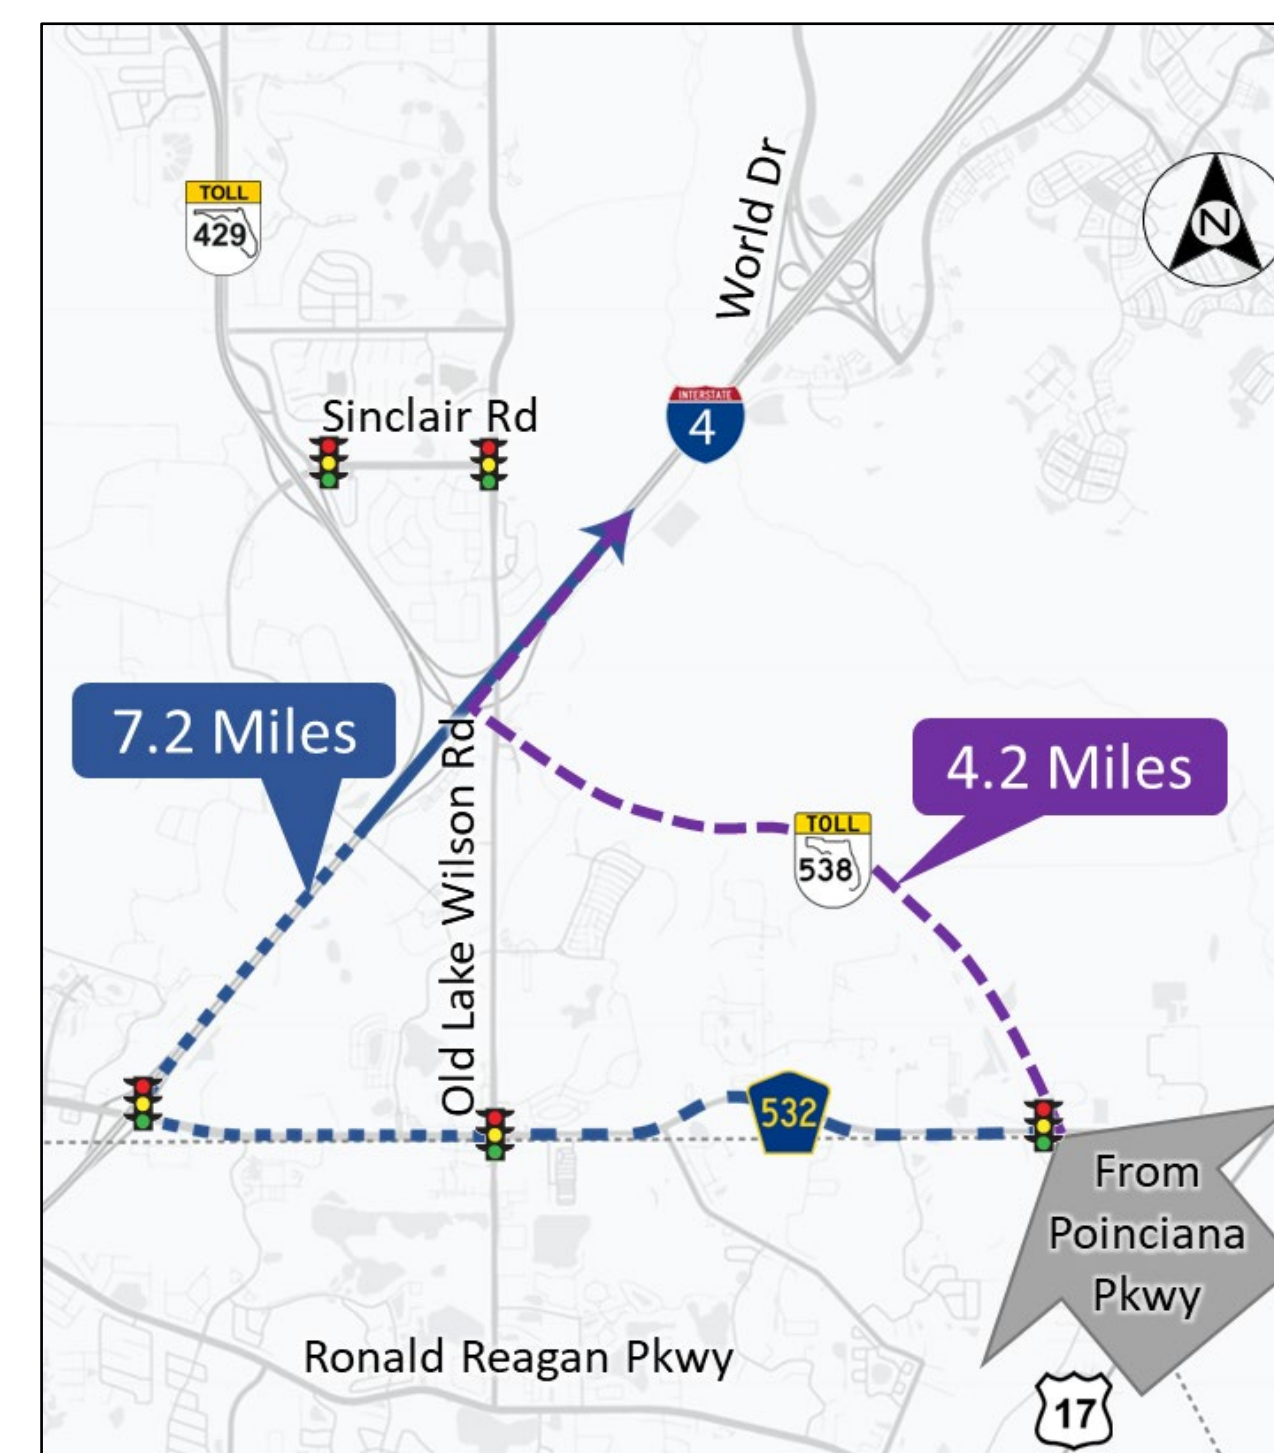 TOLL
429
N
World Dr
Sinclair Rd
INTERSTATE
4
7.2 Miles
Old Lake Wilson Rd
4.2 Miles
TOLL
538
532
From
Poinciana
Pkwy
Ronald Reagan Pkwy
17